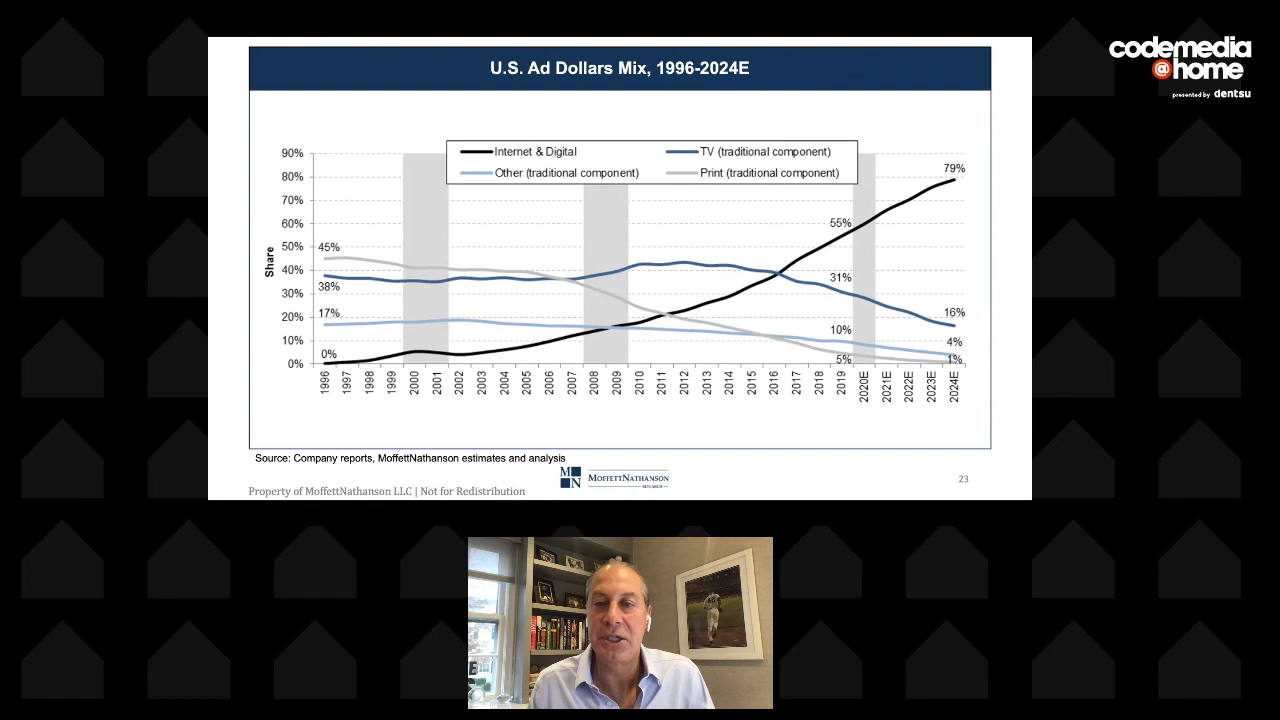 codemedia
@home
presented by dentsu
U.S. Ad Dollars Mix, 1996-2024E
Internet & Digital
TV (traditional component)
Other (traditional component)
Print (traditional component)
Share
90%
80%
70%
60%
50%
40%
30%
20%
10%
0%
45%
38%
17%
0%
55%
31%
10%
5%
79%
16%
4%
1%
1996
1997
1998
1999
2000
2001
2002
2003
2004
2005
2006
2007
2008
2009
2010
2011
2012
2013
2014
2015
2016
2017
2018
2019
2020E
2021E
2022E
2023E
2024E
Source: Company reports, MoffettNathanson estimates and analysis
M
N
MOFFETTNATHANSON
Property of MoffettNathanson LLC | Not for Redistribution
23